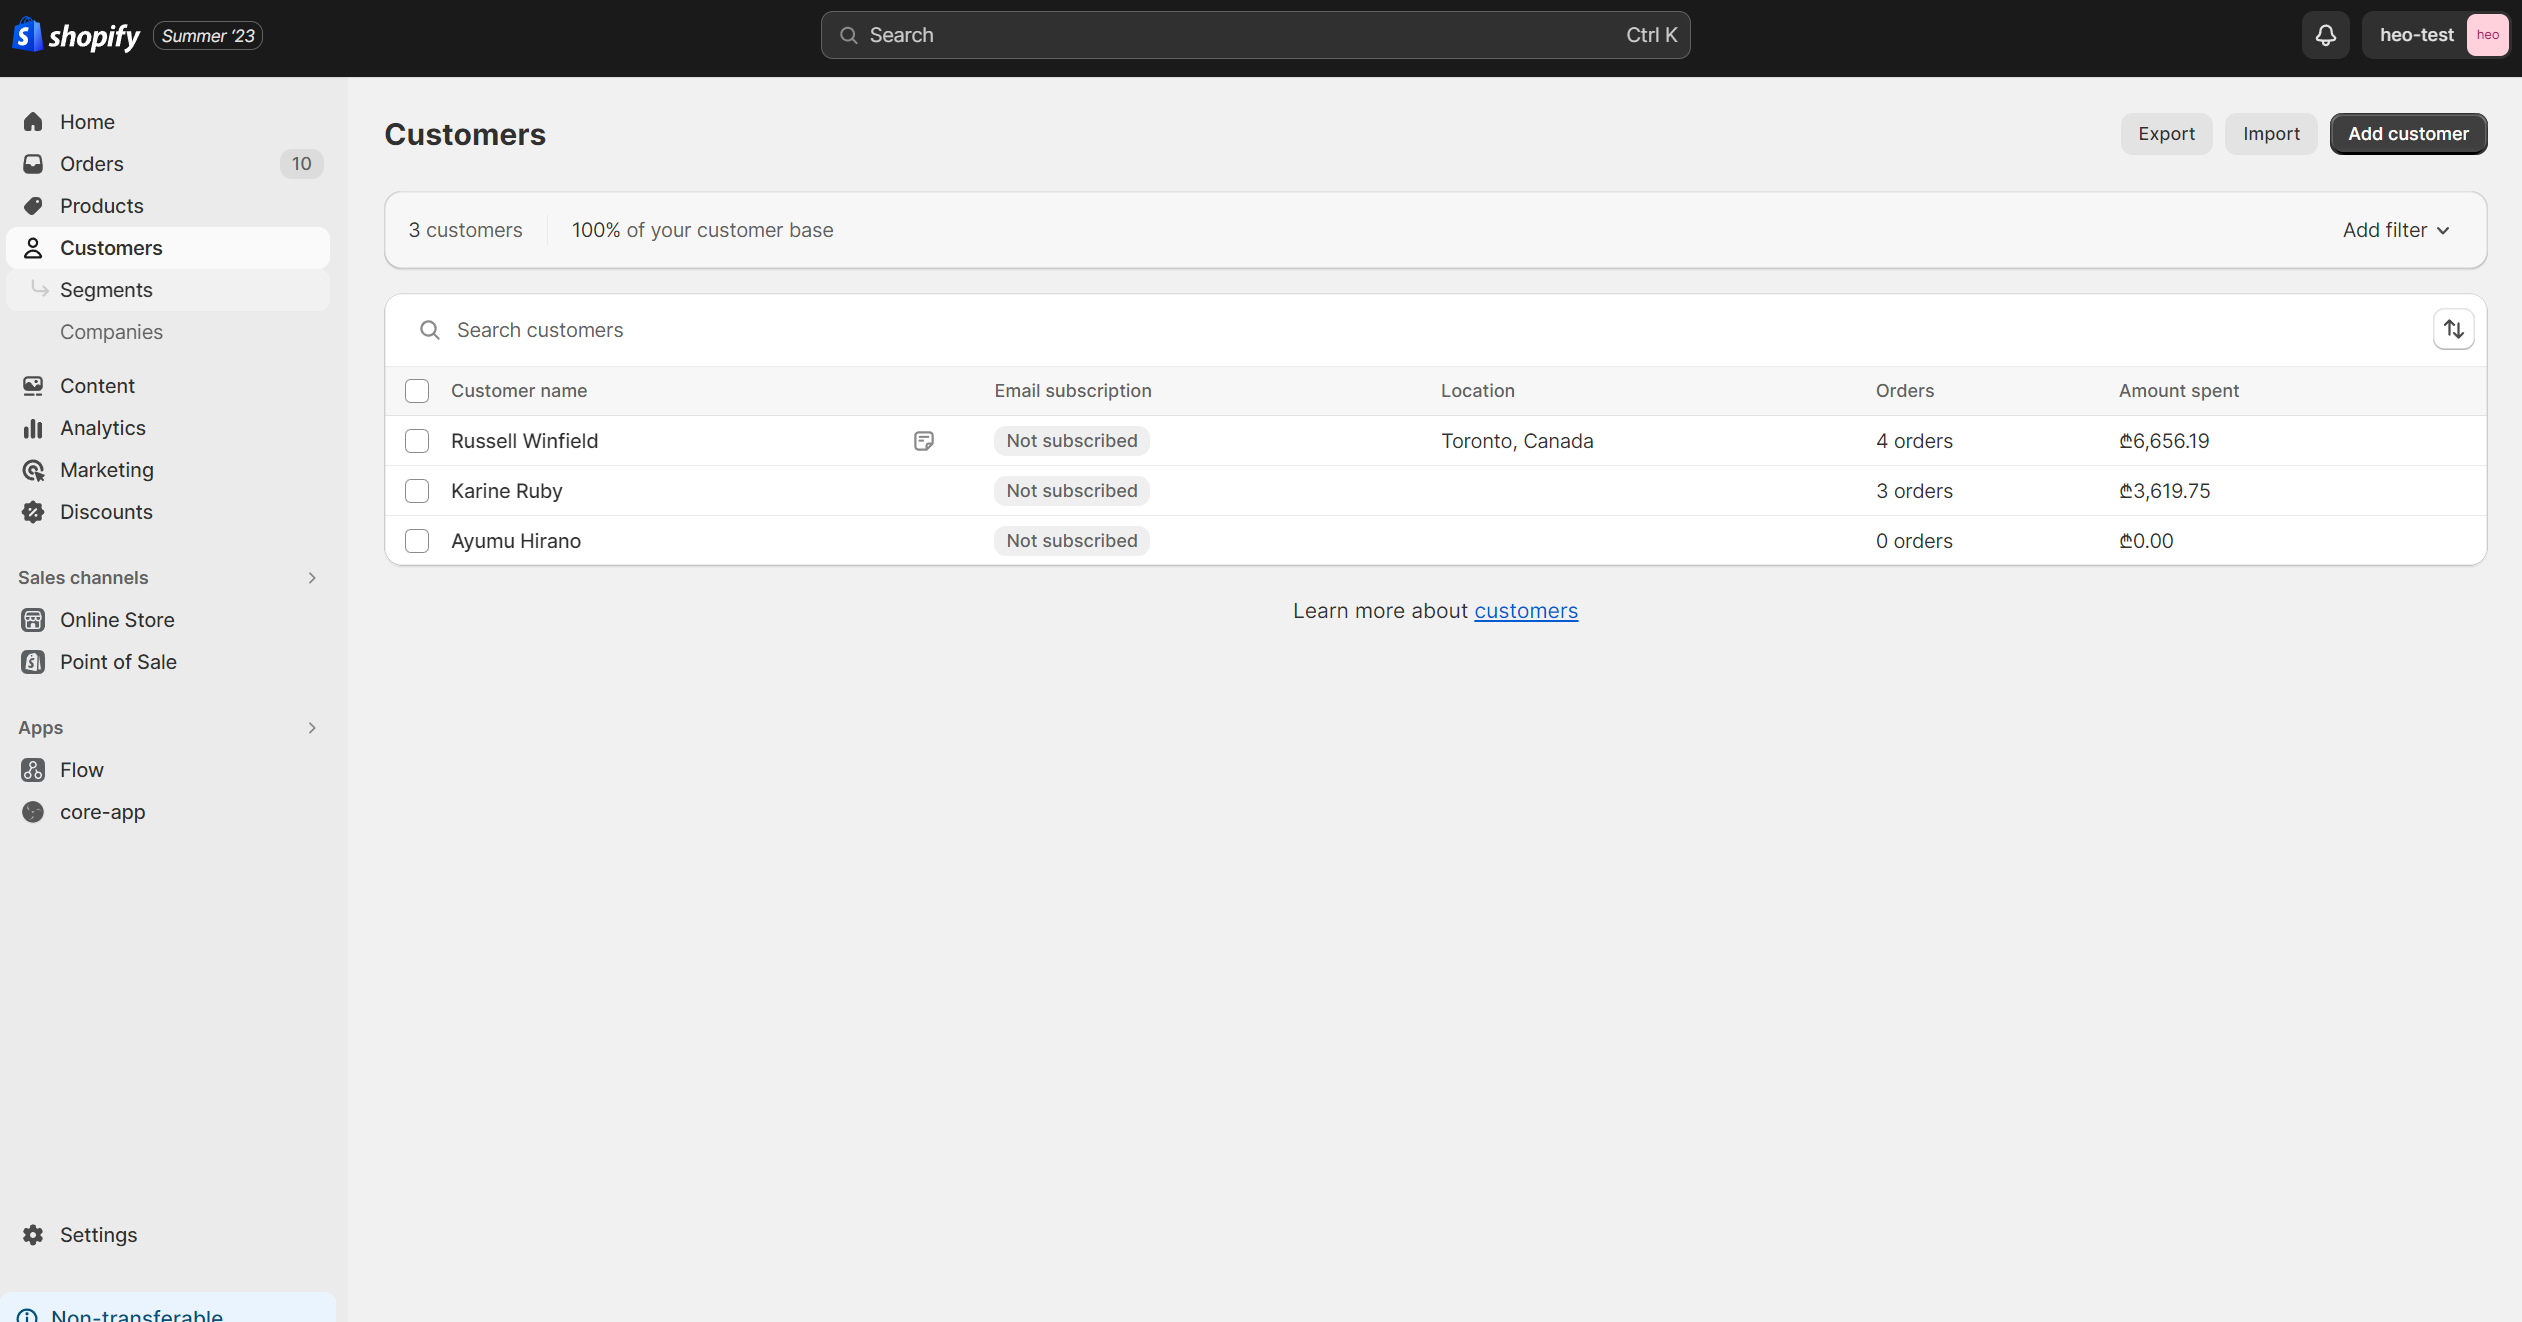 shopify Summer '23
Search Ctrl K
heo-test heo
Home
Orders 10
Products
Customers
Segments
Companies
Content
Analytics
Marketing
Discounts
Sales channels
Online Store
Point of Sale
Apps
Flow
core-app
Settings
Non-transferable
Customers
Export Import Add customer
3 customers 100% of your customer base Add filter
Search customers
Customer name Email subscription Location Orders Amount spent
Russell Winfield Not subscribed Toronto, Canada 4 orders ₾6,656.19
Karine Ruby Not subscribed 3 orders ₾3,619.75
Ayumu Hirano Not subscribed 0 orders ₾0.00
Learn more about customers